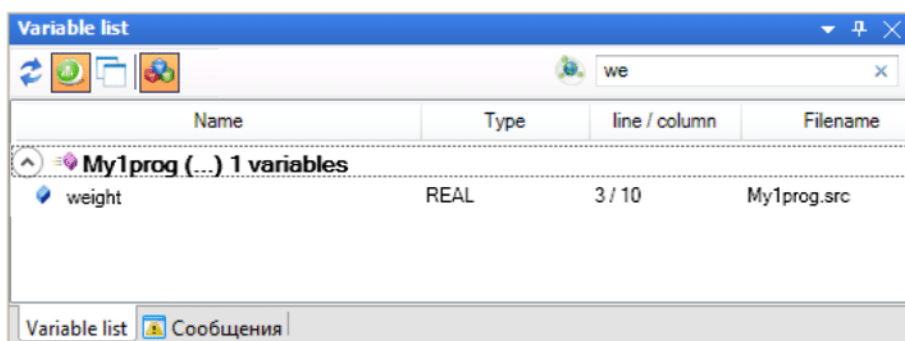 Variable list
we
Name Type line / column Filename
My1prog (...) 1 variables
weight REAL 3 / 10 My1prog.src
Variable list Сообщения